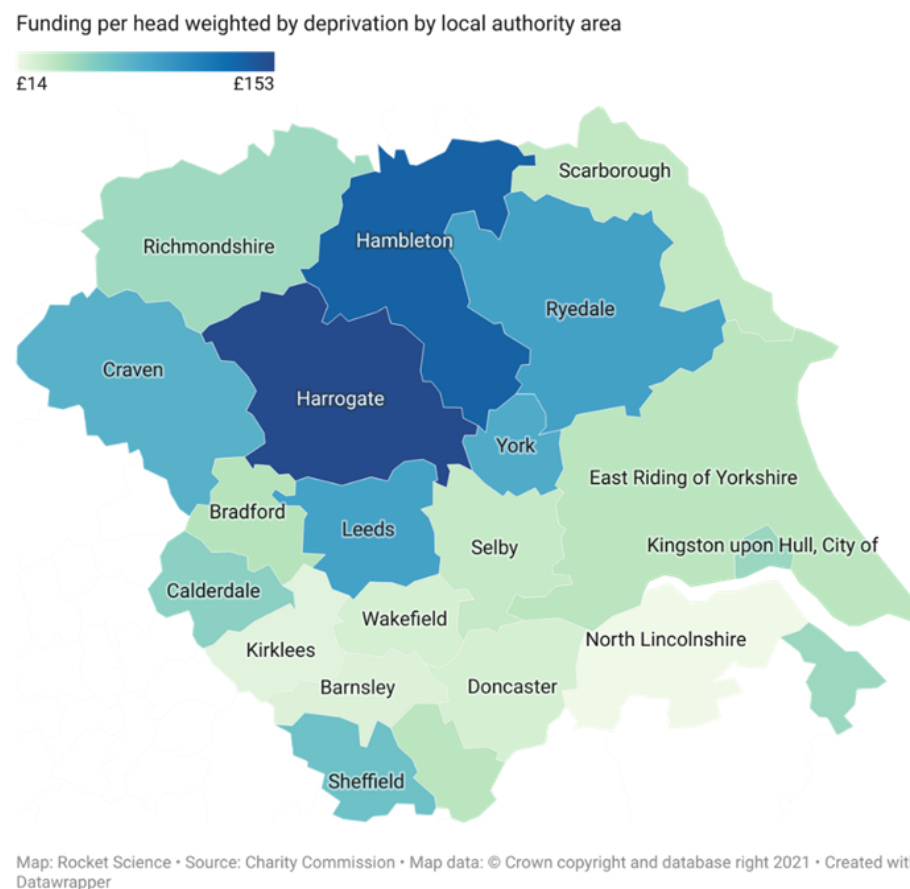 Funding per head weighted by deprivation by local authority area
£14 £153
Scarborough
Richmondshire
Hambleton
Ryedale
Craven
Harrogate
York
East Riding of Yorkshire
Bradford
Leeds
Selby
Kingston upon Hull, City of
Calderdale
Wakefield
North Lincolnshire
Kirklees
Barnsley
Doncaster
Sheffield
Map: Rocket Science • Source: Charity Commission • Map data: © Crown copyright and database right 2021 • Created wit
Datawrapper